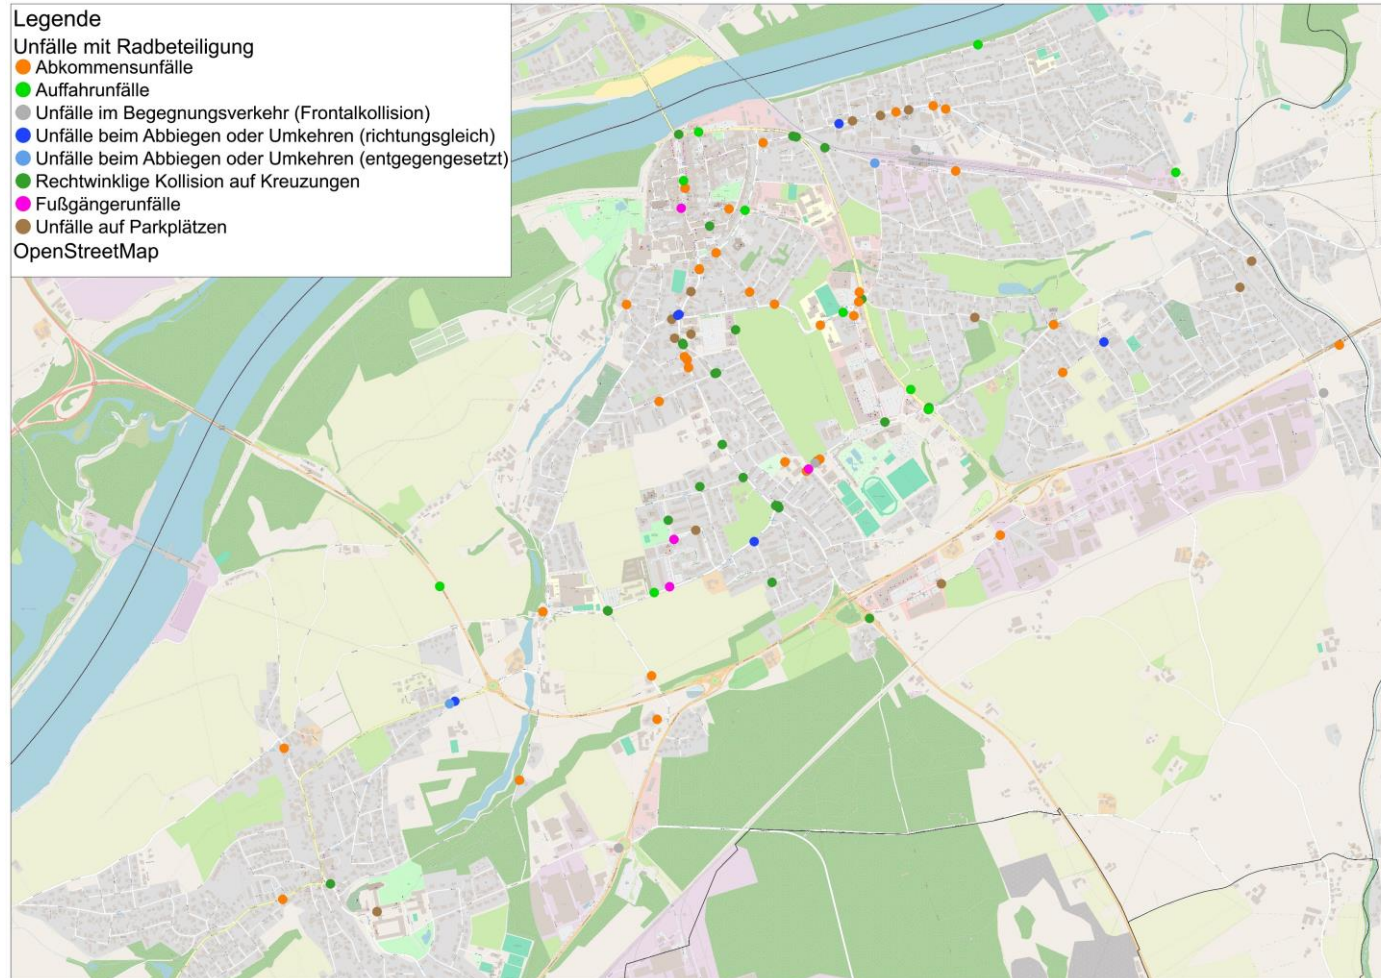 Legende
Unfälle mit Radbeteiligung
Abkommensunfälle
Auffahrunfälle
Unfälle im Begegnungsverkehr (Frontalkollision)
Unfälle beim Abbiegen oder Umkehren (richtungsgleich)
Unfälle beim Abbiegen oder Umkehren (entgegengesetzt)
Rechtwinklige Kollision auf Kreuzungen
Fußgängerunfälle
Unfälle auf Parkplätzen
OpenStreetMap